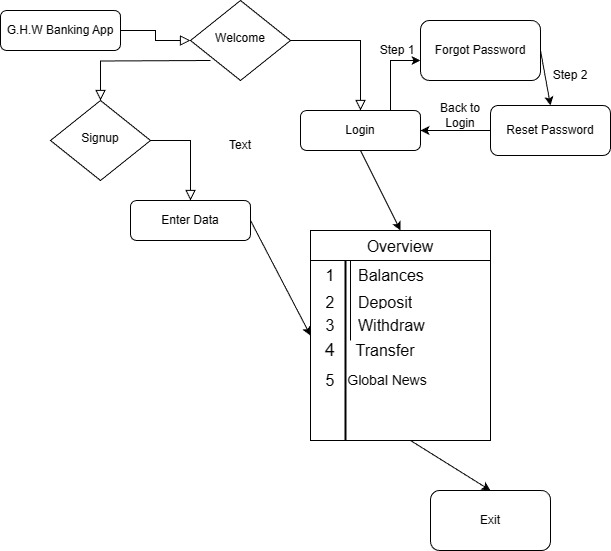 G.H.W Banking App
Welcome
Step 1
Forgot Password
Step 2
Signup
Text
Login
Back to
Login
Reset Password
Enter Data
Overview
1 Balances
2 Deposit
3 Withdraw
4 Transfer
5 Global News
Exit